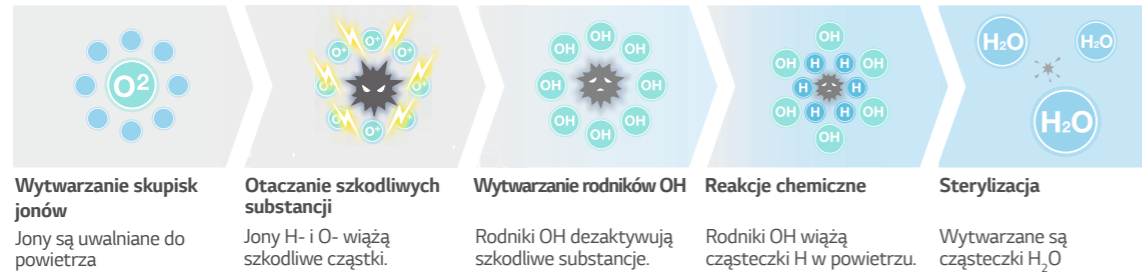 O2
O+ O+ O+ O+ O+ O+ O+ O+
OH OH OH OH OH OH OH OH
OH OH OH OH OH OH H H H H H H
H2O H2O
H2O
Wytwarzanie skupisk
jonów
Jony są uwalniane do
powietrza
Otaczanie szkodliwych
substancji
Jony H- i O- wiążą
szkodliwe cząstki.
Wytwarzanie rodników OH
Rodniki OH dezaktywują
szkodliwe substancje.
Reakcje chemiczne
Rodniki OH wiążą
cząsteczki H w powietrzu.
Sterylizacja
Wytwarzane są
cząsteczki H2O